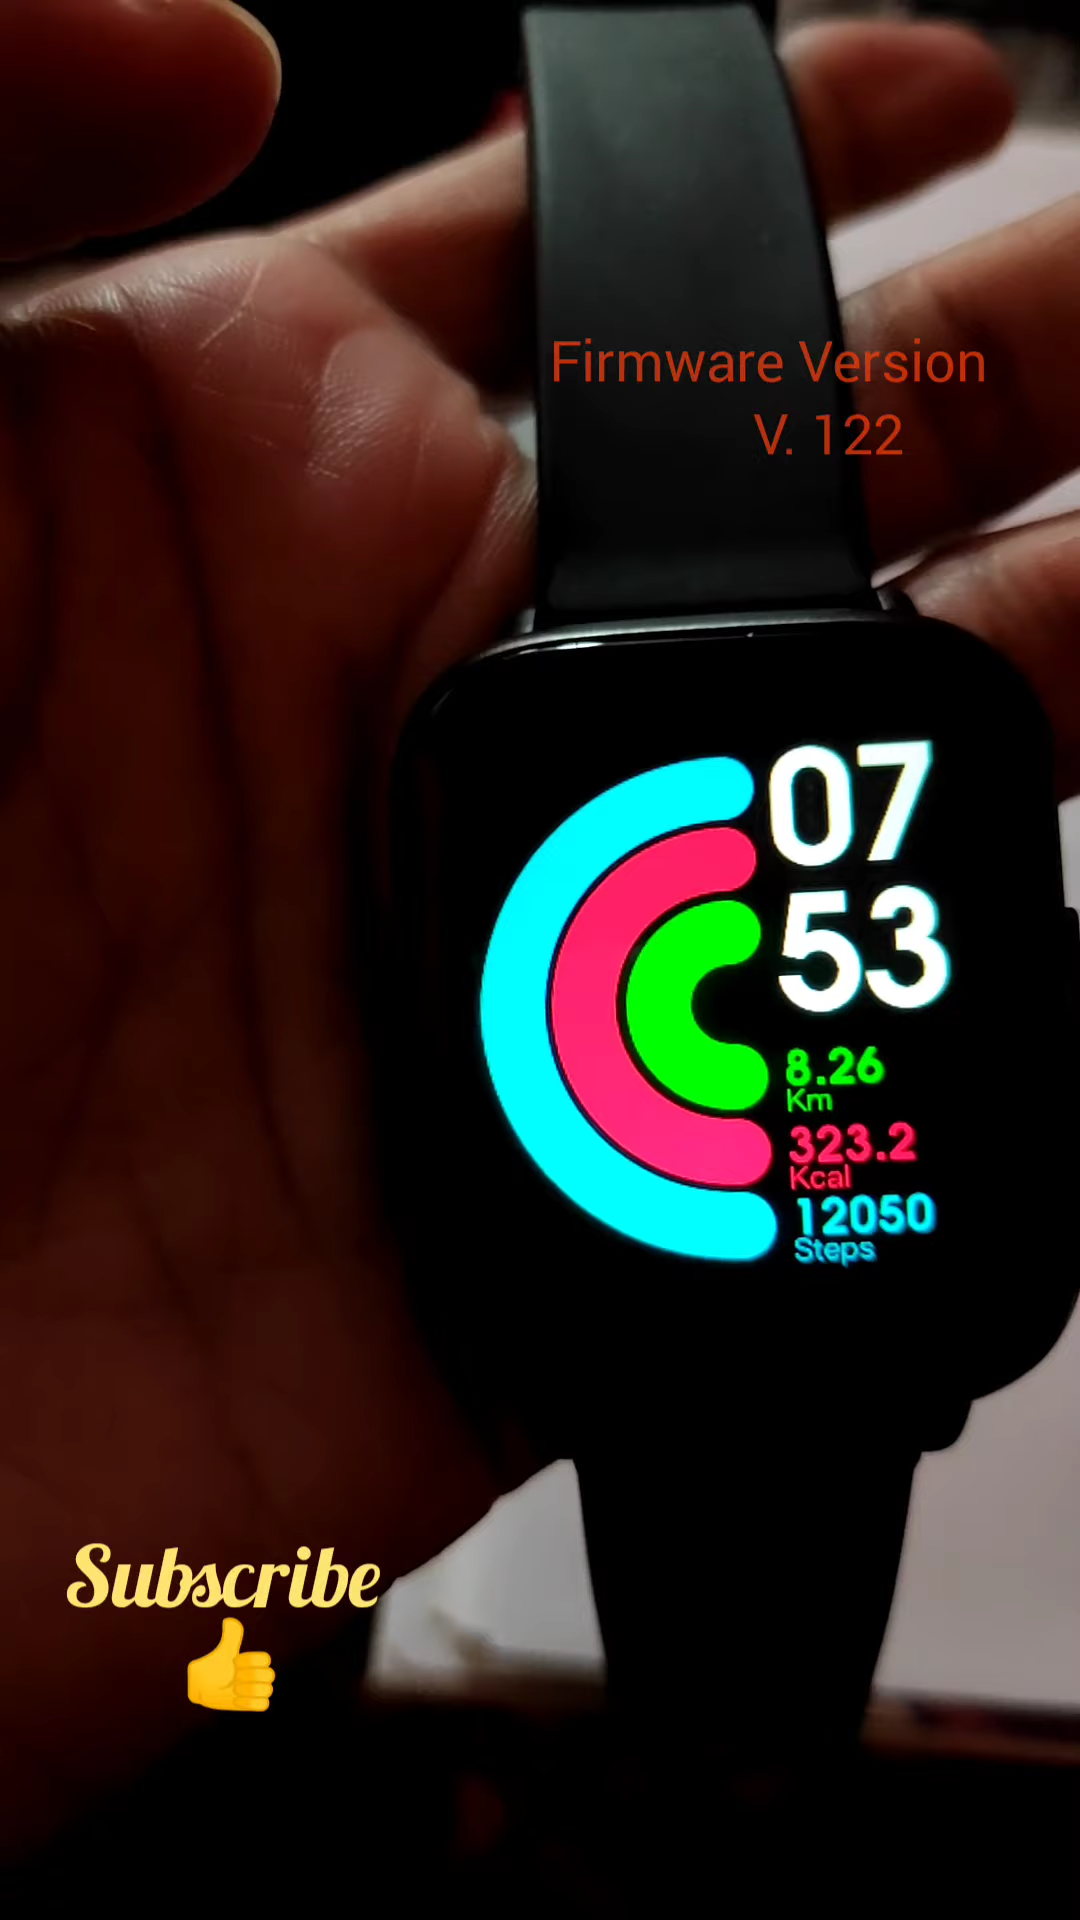 Firmware Version
V. 122
07
53
8.26
Km
323.2
Kcal
12050
Steps
Subscribe